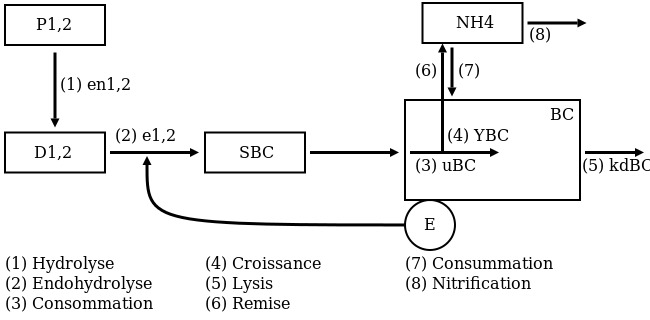 P1,2
NH4
(8)
(1) en1,2
(6)
(7)
BC
D1,2
(2) e1,2
SBC
(4) YBC
(3) uBC
(5) kdBC
E
(1) Hydrolyse
(2) Endohydrolyse
(3) Consommation
(4) Croissance
(5) Lysis
(6) Remise
(7) Consummation
(8) Nitrification